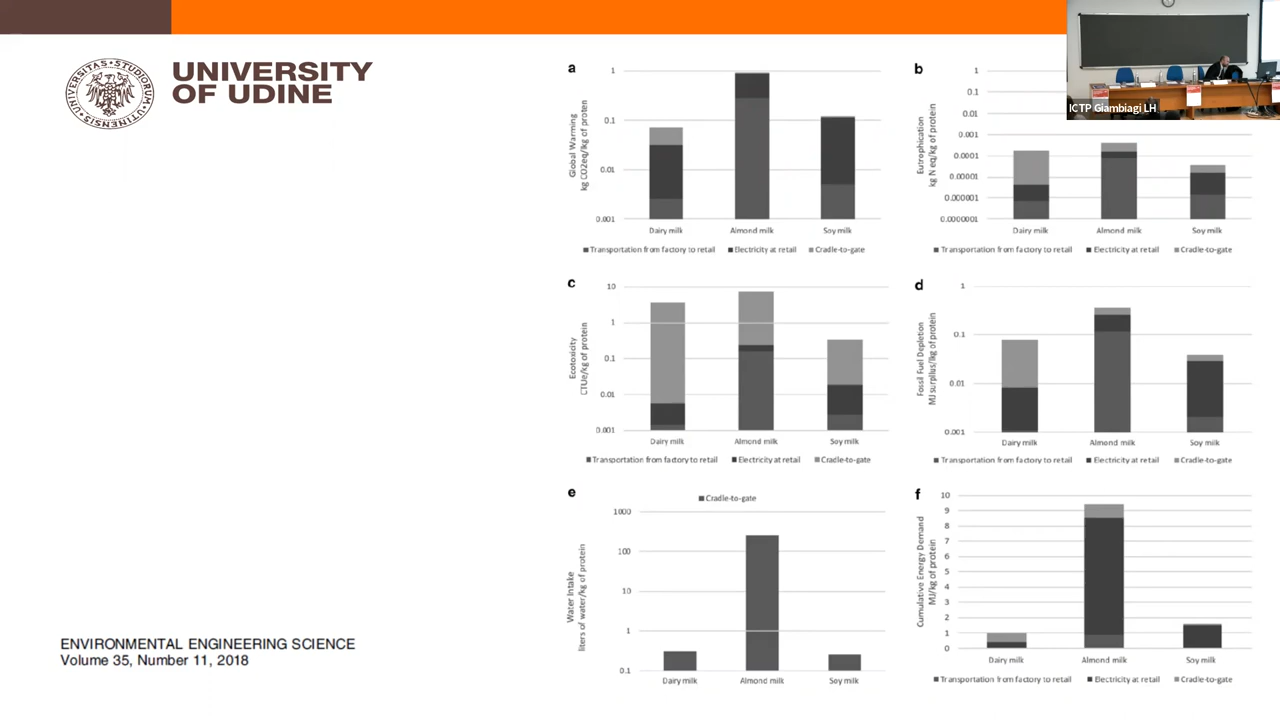 UNIVERSITAS STUDIORUM UTINENSIS
UNIVERSITY
OF UDINE
ICTP Giambiagi LH
a
Global Warming
kg CO2eq/kg of protein
1
0.1
0.01
0.001
Dairy milk Almond milk Soy milk
Transportation from factory to retail Electricity at retail Cradle-to-gate
b
Eutrophication
kg N eq/kg of protein
1
0.1
0.01
0.001
0.0001
0.00001
0.000001
0.0000001
Dairy milk Almond milk Soy milk
Transportation from factory to retail Electricity at retail Cradle-to-gate
c
Ecotoxicity
CTUe/kg of protein
10
1
0.1
0.01
0.001
Dairy milk Almond milk Soy milk
Transportation from factory to retail Electricity at retail Cradle-to-gate
d
Fossil Fuel Depletion
MJ surplus/kg of protein
1
0.1
0.01
0.001
Dairy milk Almond milk Soy milk
Transportation from factory to retail Electricity at retail Cradle-to-gate
e
Cradle-to-gate
Water Intake
liters of water/kg of protein
1000
100
10
1
0.1
Dairy milk Almond milk Soy milk
f
Cumulative Energy Demand
MJ/kg of protein
10
9
8
7
6
5
4
3
2
1
0
Dairy milk Almond milk Soy milk
Transportation from factory to retail Electricity at retail Cradle-to-gate
ENVIRONMENTAL ENGINEERING SCIENCE
Volume 35, Number 11, 2018